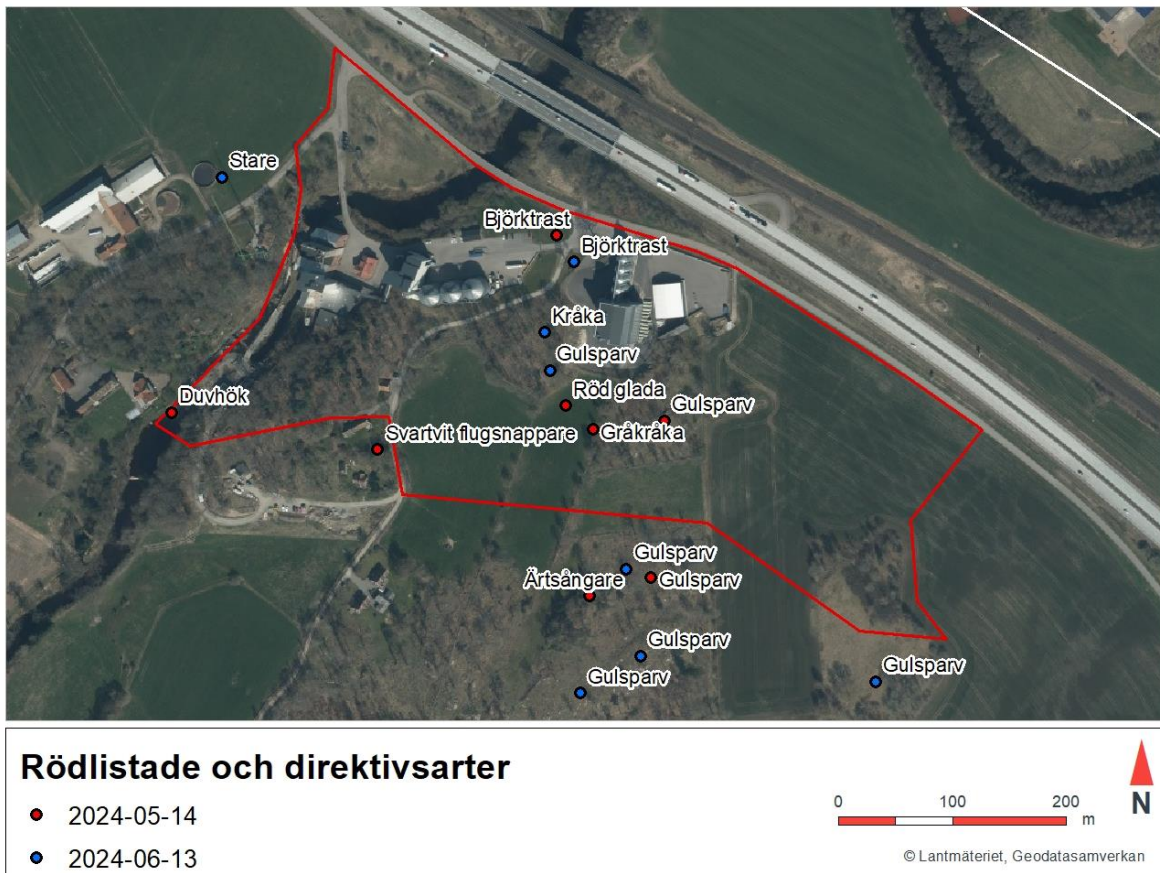 Stare
Björktrast
Björktrast
Kråka
Gulsparv
Röd glada
Duvhök
Gulsparv
Svartvit flugsnappare
Gråkråka
Gulsparv
Ärtsångare
Gulsparv
Gulsparv
Gulsparv
Gulsparv
Rödlistade och direktivsarter
2024-05-14
2024-06-13
0 100 200
m
N
© Lantmäteriet, Geodatasamverkan